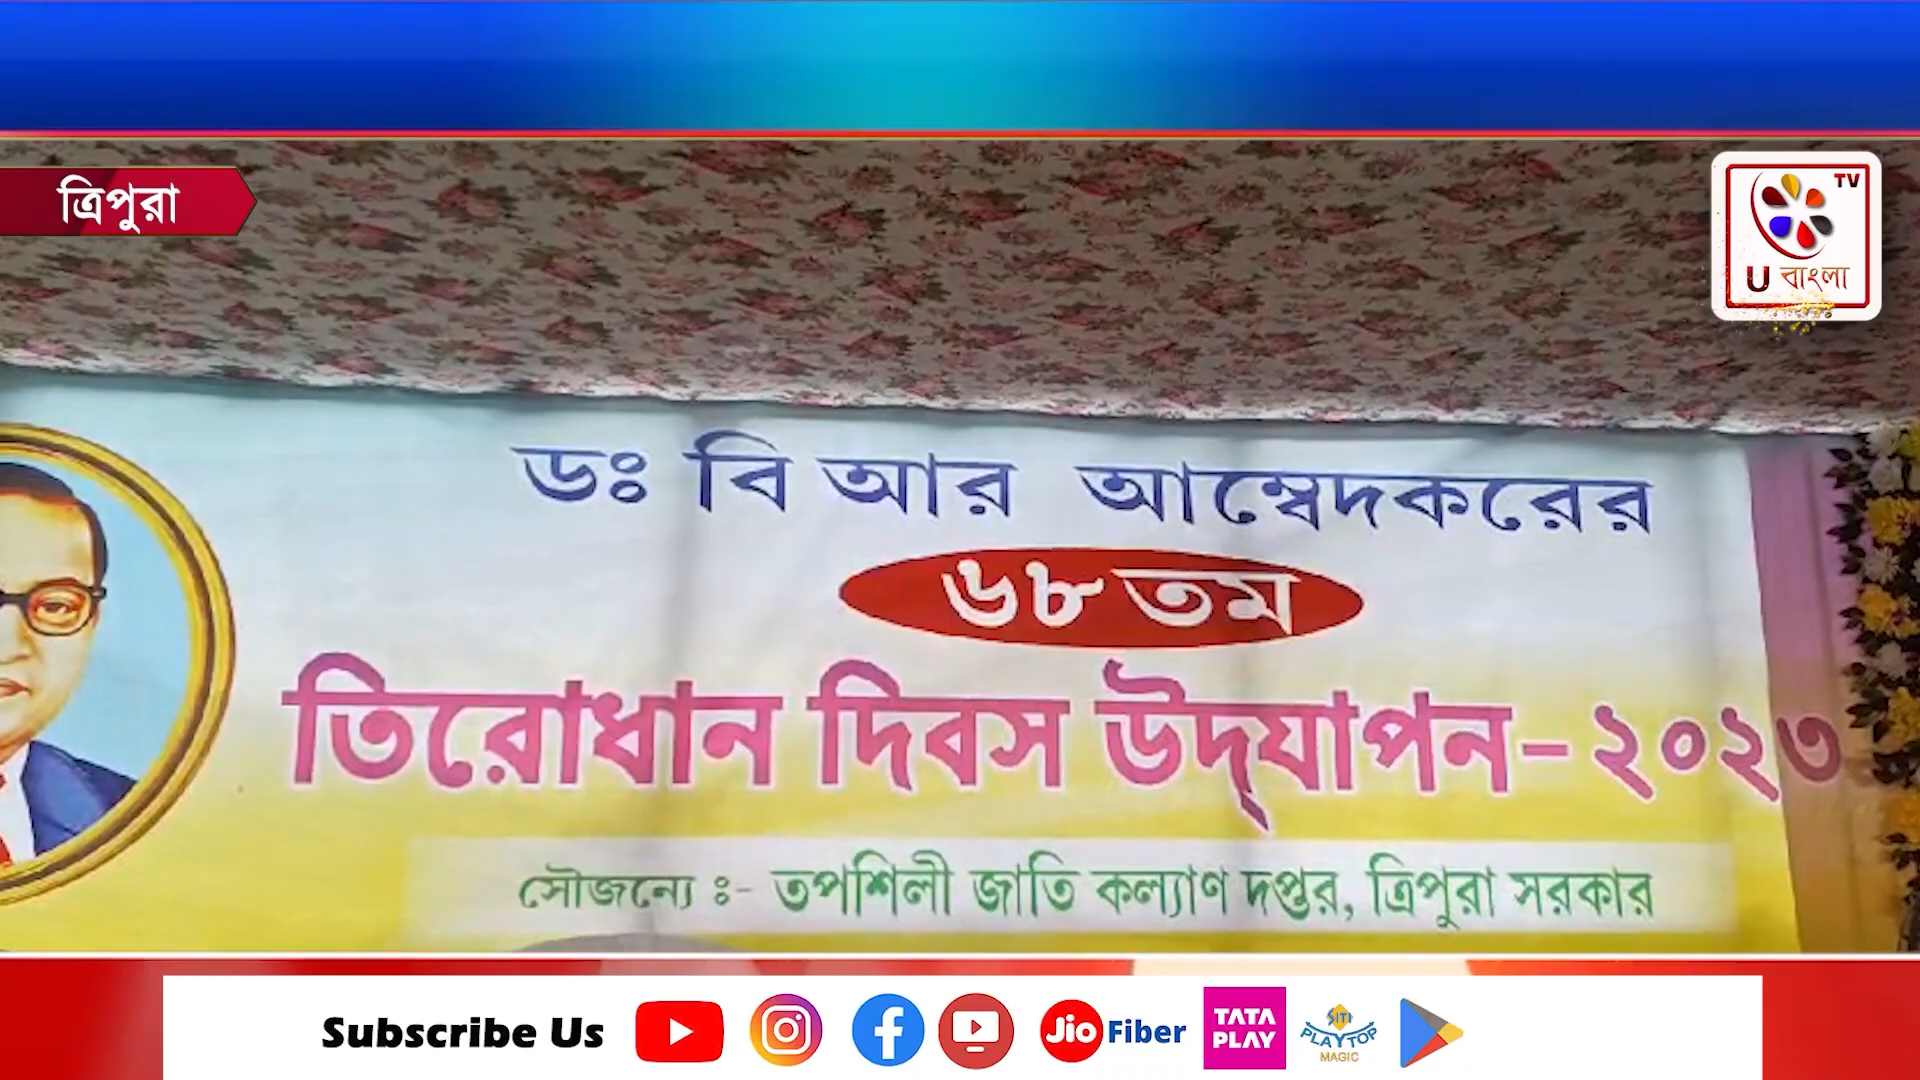 ত্রিপুরা
TV
U বাংলা
ডঃ বি আর আম্বেদকরের
৬৮তম
তিরোধান দিবস উদ্‌যাপন-২০২৩
সৌজন্যে ঃ- তপশিলী জাতি কল্যাণ দপ্তর, ত্রিপুরা সরকার
Subscribe Us
Jio Fiber
TATA PLAY
SITI
PLAYTOP
MAGIC